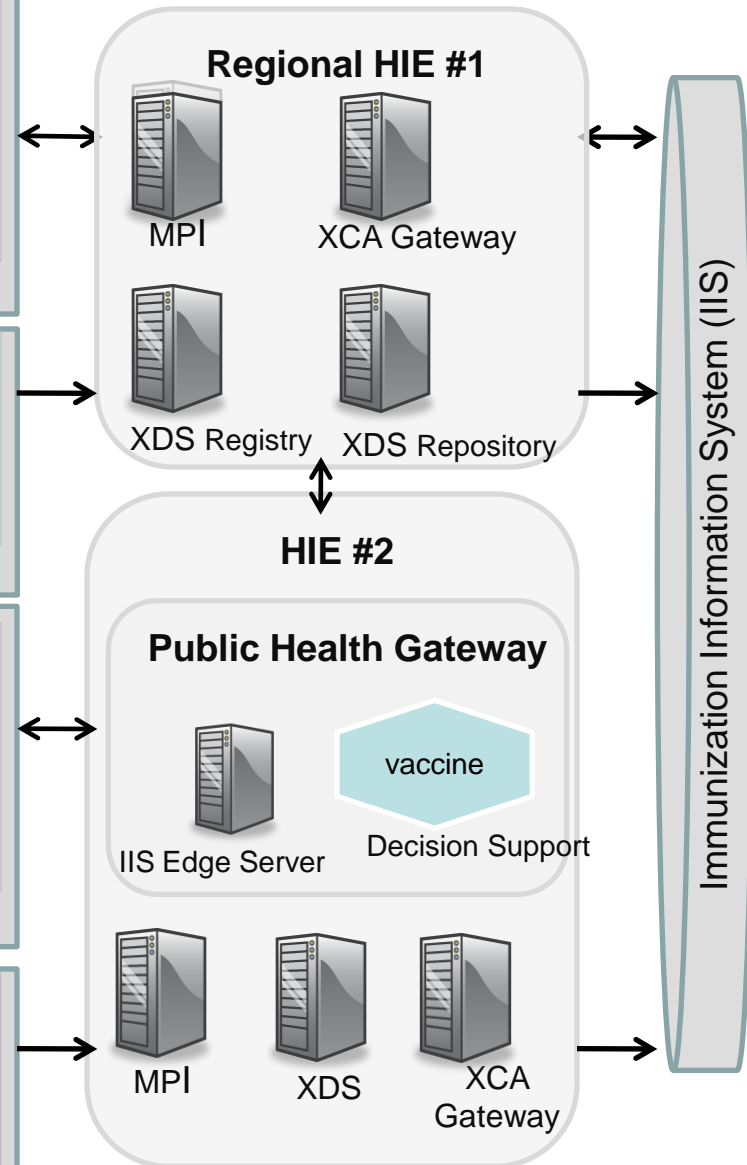 Regional HIE #1
MPI
XCA Gateway
XDS Registry
XDS Repository
HIE #2
Public Health Gateway
vaccine
IIS Edge Server
Decision Support
MPI
XDS
XCA
Gateway
Immunization Information System (IIS)